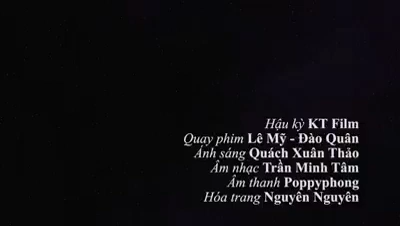 Hậu kỳ KT Film
Quay phim Lê Mỹ - Đào Quân
Ánh sáng Quách Xuân Thảo
Âm nhạc Trần Minh Tâm
Âm thanh Poppyphong
Hóa trang Nguyên Nguyên